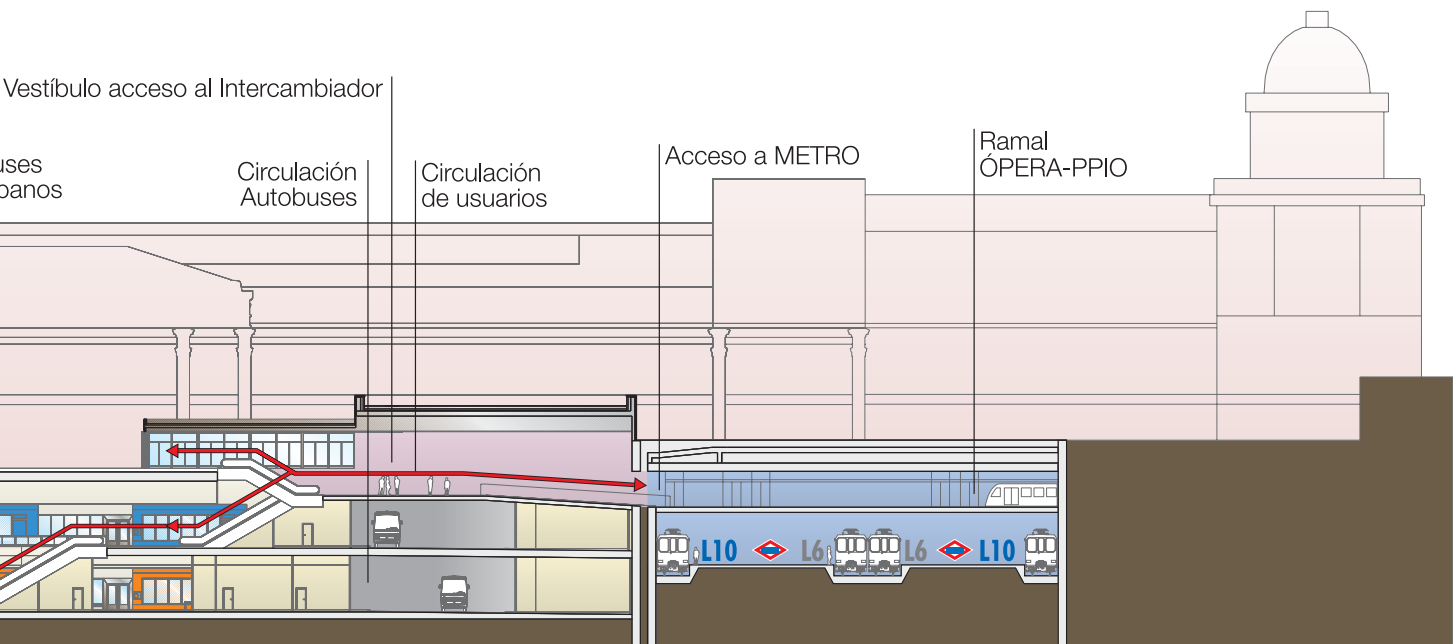 Vestíbulo acceso al Intercambiador
uses
banos
Circulación
Autobuses
Circulación
de usuarios
Acceso a METRO
Ramal
ÓPERA-PPIO
L10 L6 L6 L10